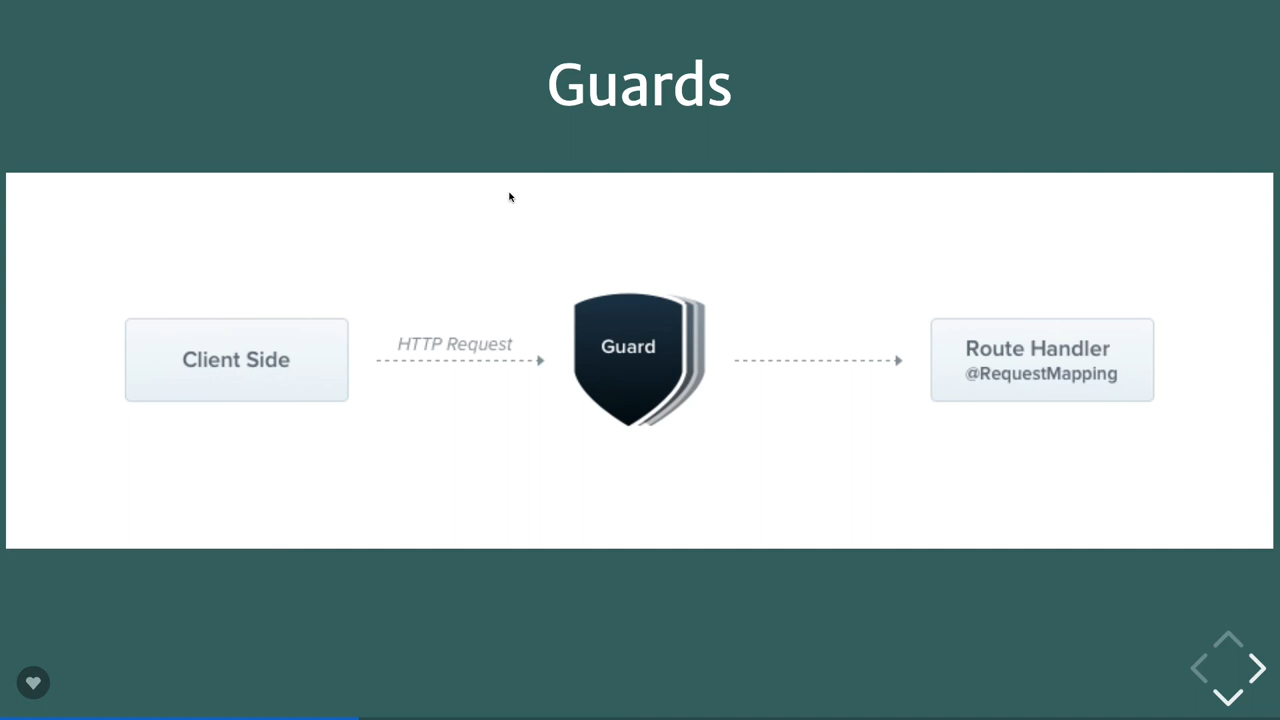 Guards
Client Side
HTTP Request
Guard
Route Handler
@RequestMapping